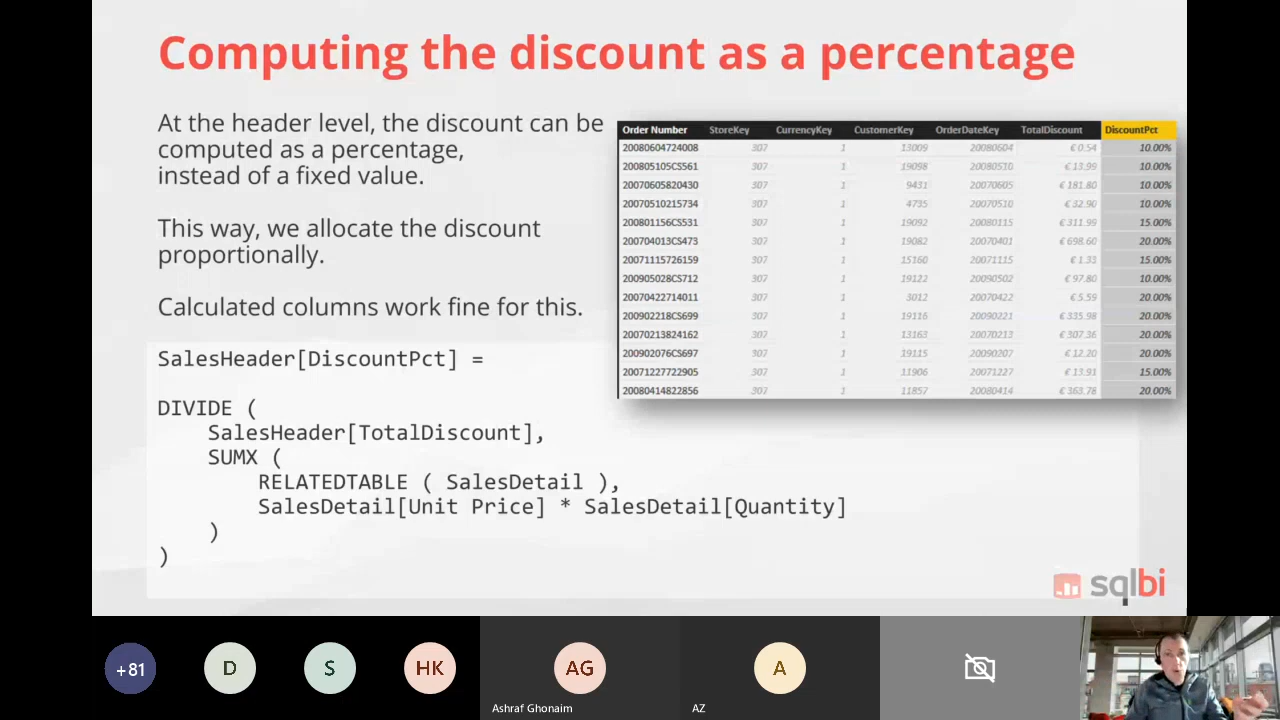 Computing the discount as a percentage
At the header level, the discount can be
computed as a percentage,
instead of a fixed value.
This way, we allocate the discount
proportionally.
Calculated columns work fine for this.
Order Number StoreKey CurrencyKey CustomerKey OrderDateKey TotalDiscount DiscountPct
20080604724008 307 1 13009 20080604 € 0.54 10.00%
200805105CS561 307 1 19098 20080510 € 13.99 10.00%
20070605820430 307 1 9431 20070605 € 181.80 10.00%
20070510215734 307 1 4735 20070510 € 32.90 10.00%
200801156CS531 307 1 19092 20080115 € 311.99 15.00%
200704013CS473 307 1 19082 20070401 € 698.60 20.00%
20071115726159 307 1 15160 20071115 € 1.33 15.00%
200905028CS712 307 1 19122 20090502 € 97.80 10.00%
20070422714011 307 1 3012 20070422 € 5.59 20.00%
200902218CS699 307 1 19116 20090221 € 335.98 20.00%
20070213824162 307 1 13163 20070213 € 307.36 20.00%
200902076CS697 307 1 19115 20090207 € 12.20 20.00%
20071227722905 307 1 11906 20071227 € 13.91 15.00%
20080414822856 307 1 11857 20080414 € 363.78 20.00%
SalesHeader[DiscountPct] =
DIVIDE (
SalesHeader[TotalDiscount],
SUMX (
RELATEDTABLE ( SalesDetail ),
SalesDetail[Unit Price] * SalesDetail[Quantity]
)
)
sqlbi
+81 D S HK AG A
Ashraf Ghonaim AZ